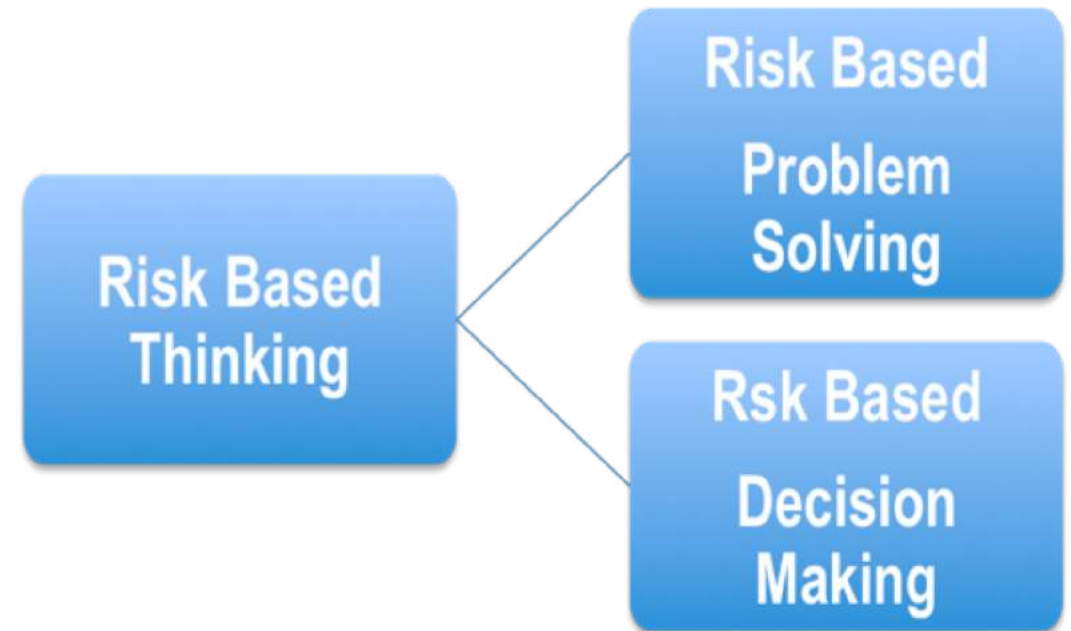 Risk Based
Thinking
Risk Based
Problem
Solving
Rsk Based
Decision
Making